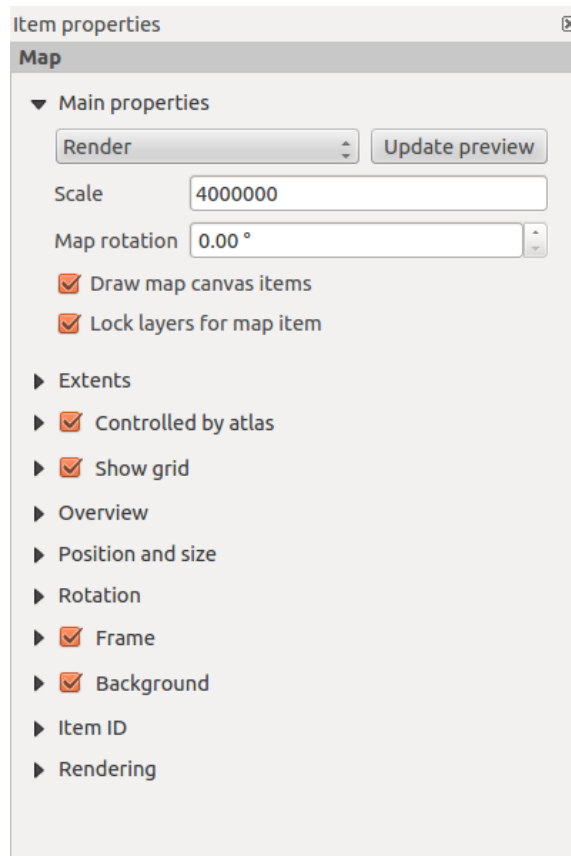 Item properties
Map
Main properties
Render Update preview
Scale 4000000
Map rotation 0.00 °
Draw map canvas items
Lock layers for map item
Extents
Controlled by atlas
Show grid
Overview
Position and size
Rotation
Frame
Background
Item ID
Rendering